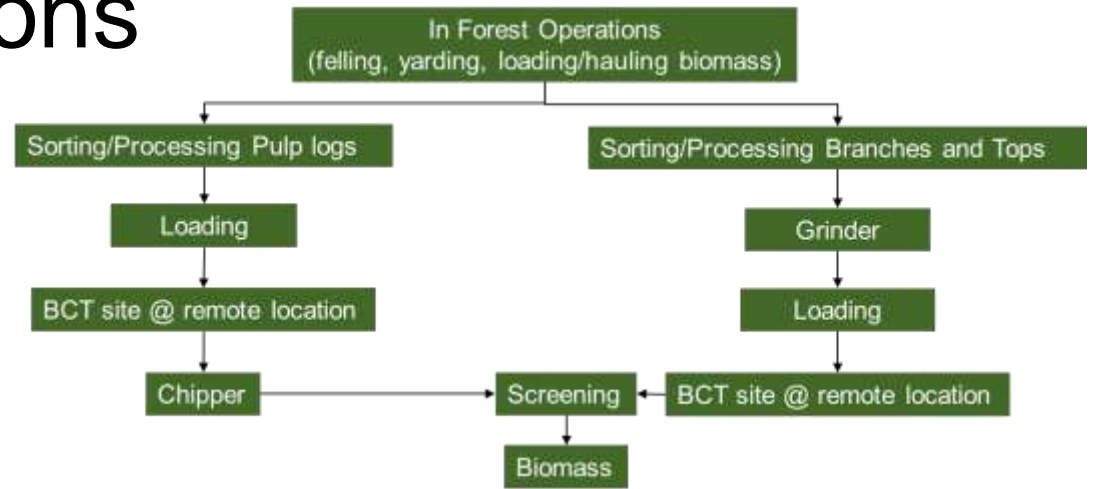 ons
In Forest Operations
(felling, yarding, loading/hauling biomass)
Sorting/Processing Pulp logs
Sorting/Processing Branches and Tops
Loading
Grinder
BCT site @ remote location
Loading
Chipper
Screening
BCT site @ remote location
Biomass